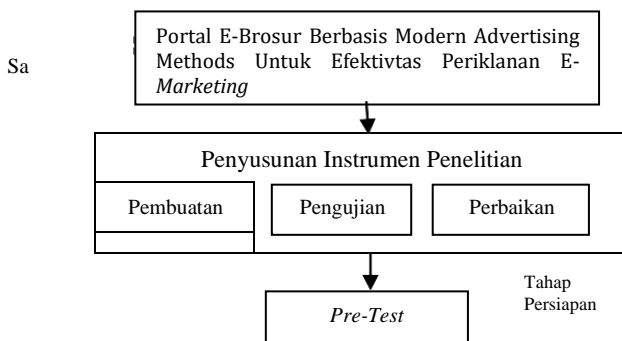 Portal E-Brosur Berbasis Modern Advertising
Methods Untuk Efektivtas Periklanan E-
Marketing
Sa
Penyusunan Instrumen Penelitian
Pembuatan Pengujian Perbaikan
Tahap
Persiapan
Pre-Test